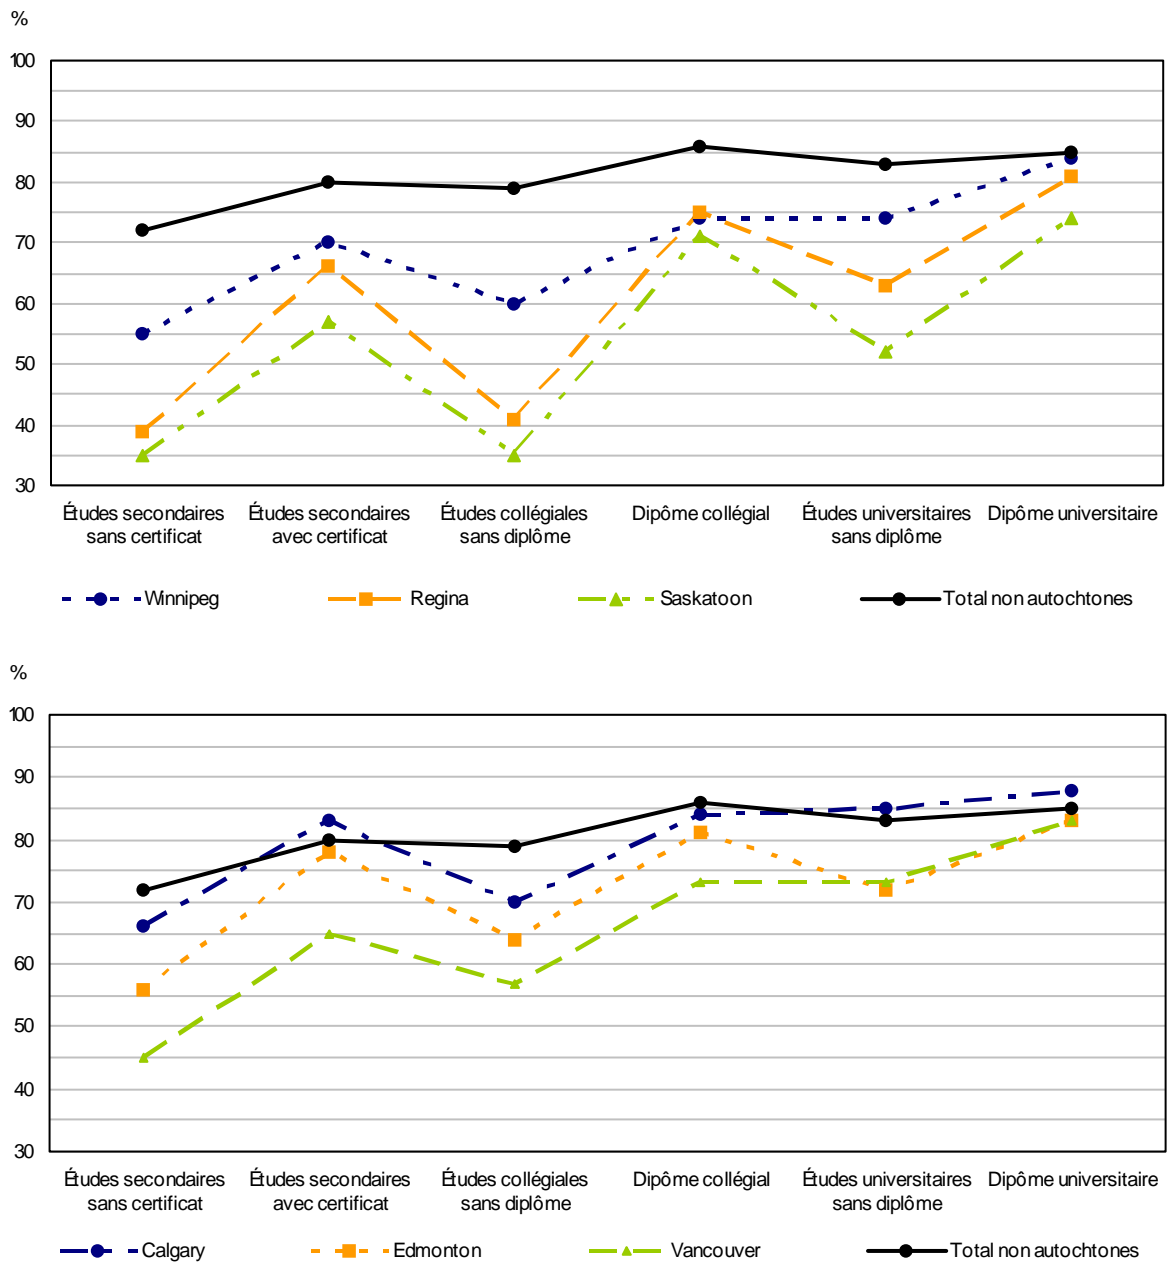 %
100
90
80
70
60
50
40
30
Études secondaires sans certificat
Études secondaires avec certificat
Études collégiales sans diplôme
Dipôme collégial
Études universitaires sans diplôme
Dipôme universitaire
Winnipeg
Regina
Saskatoon
Total non autochtones
%
100
90
80
70
60
50
40
30
Études secondaires sans certificat
Études secondaires avec certificat
Études collégiales sans diplôme
Dipôme collégial
Études universitaires sans diplôme
Dipôme universitaire
Calgary
Edmonton
Vancouver
Total non autochtones